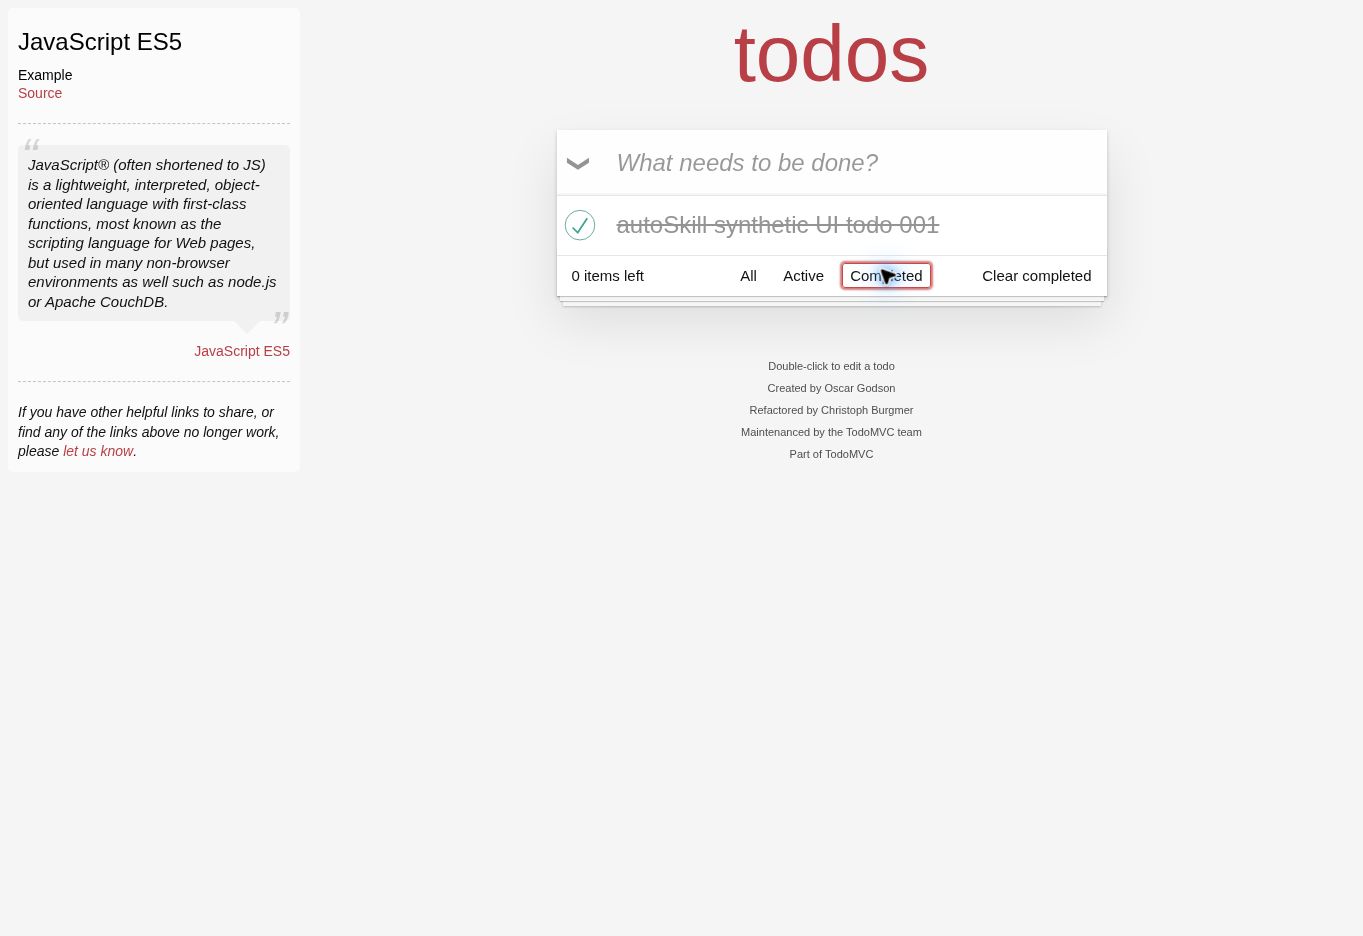 JavaScript ES5
Example
Source
“
JavaScript® (often shortened to JS)
is a lightweight, interpreted, object-
oriented language with first-class
functions, most known as the
scripting language for Web pages,
but used in many non-browser
environments as well such as node.js
or Apache CouchDB.
”
JavaScript ES5
If you have other helpful links to share, or
find any of the links above no longer work,
please let us know.
todos
What needs to be done?
autoSkill synthetic UI todo 001
0 items left
All
Active
Completed
Clear completed
Double-click to edit a todo
Created by Oscar Godson
Refactored by Christoph Burgmer
Maintenanced by the TodoMVC team
Part of TodoMVC